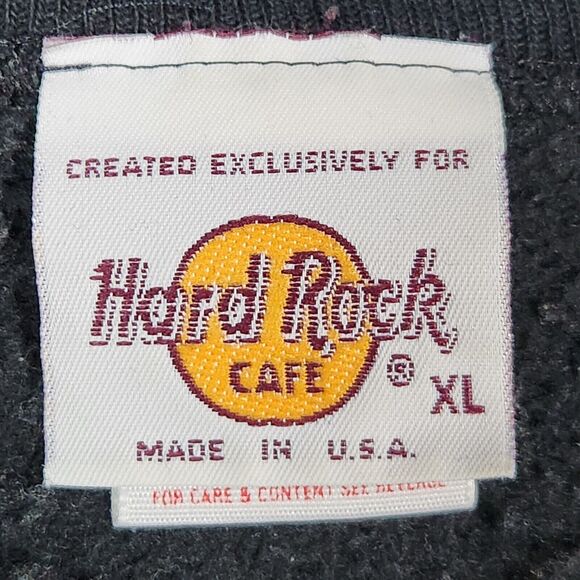 CREATED EXCLUSIVELY FOR
Hard Rock
CAFE
®
XL
MADE IN U.S.A.
FOR CARE & CONTENT SEE REVERSE